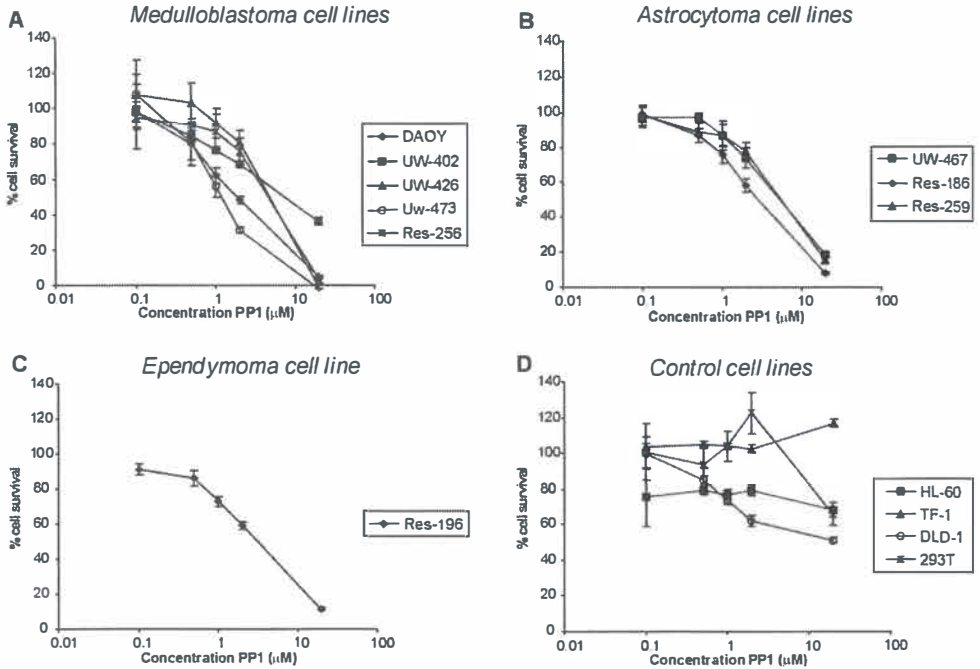 A Medulloblastoma cell lines
140
120
100
80
60
40
20
0
% cell survival
0.01 0.1 1 10 100
Concentration PP1 (µM)
DAOY
UW-402
UW-426
Uw-473
Res-256
B Astrocytoma cell lines
140
120
100
80
60
40
20
0
% cell survival
0.01 0.1 1 10 100
Concentration PP1 (µM)
UW-467
Res-186
Res-259
C Ependymoma cell line
140
120
100
80
60
40
20
0
% cell survival
0.01 0.1 1 10 100
Concentration PP1 (µM)
Res-196
D Control cell lines
140
120
100
80
60
40
20
0
% cell survival
0.01 0.1 1 10 100
Concentration PP1 (µM)
HL-60
TF-1
DLD-1
293T